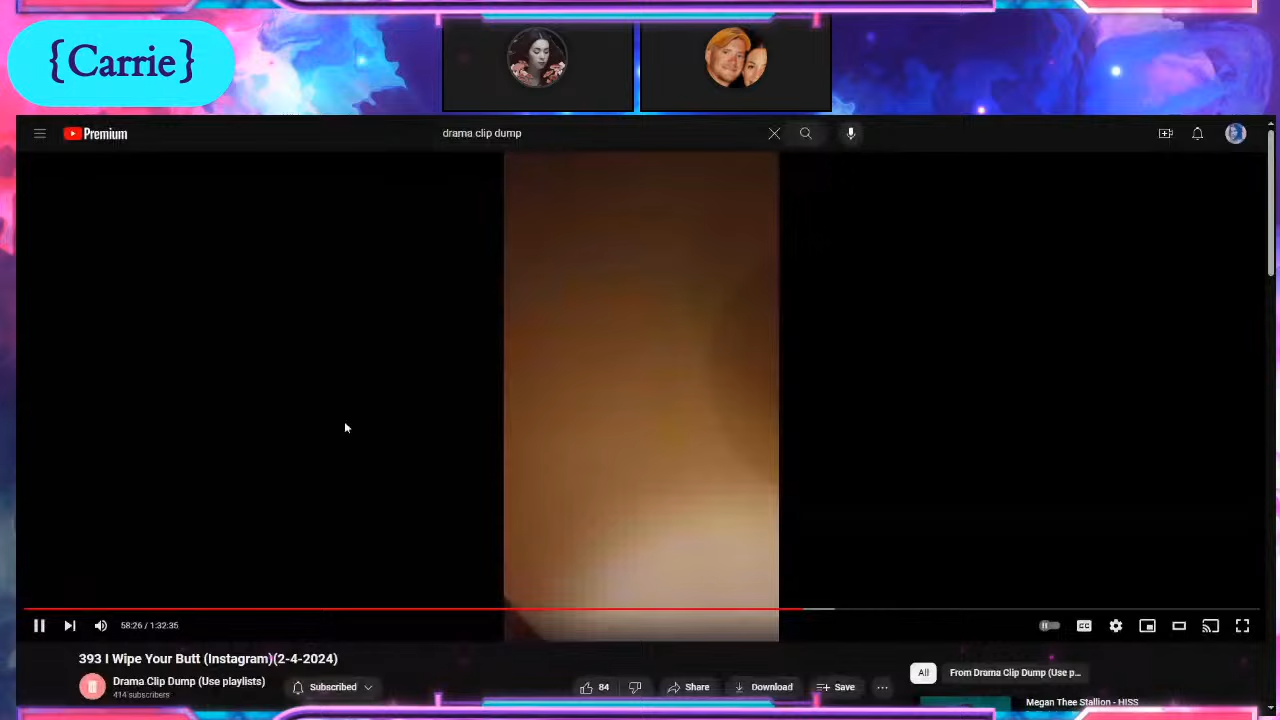 {Carrie}
Premium
drama clip dump
58:26 / 1:32:35
CC
393 I Wipe Your Butt (Instagram)(2-4-2024)
Drama Clip Dump (Use playlists)
414 subscribers
Subscribed
84
Share
Download
Save
All
From Drama Clip Dump (Use p...
Megan Thee Stallion - HISS